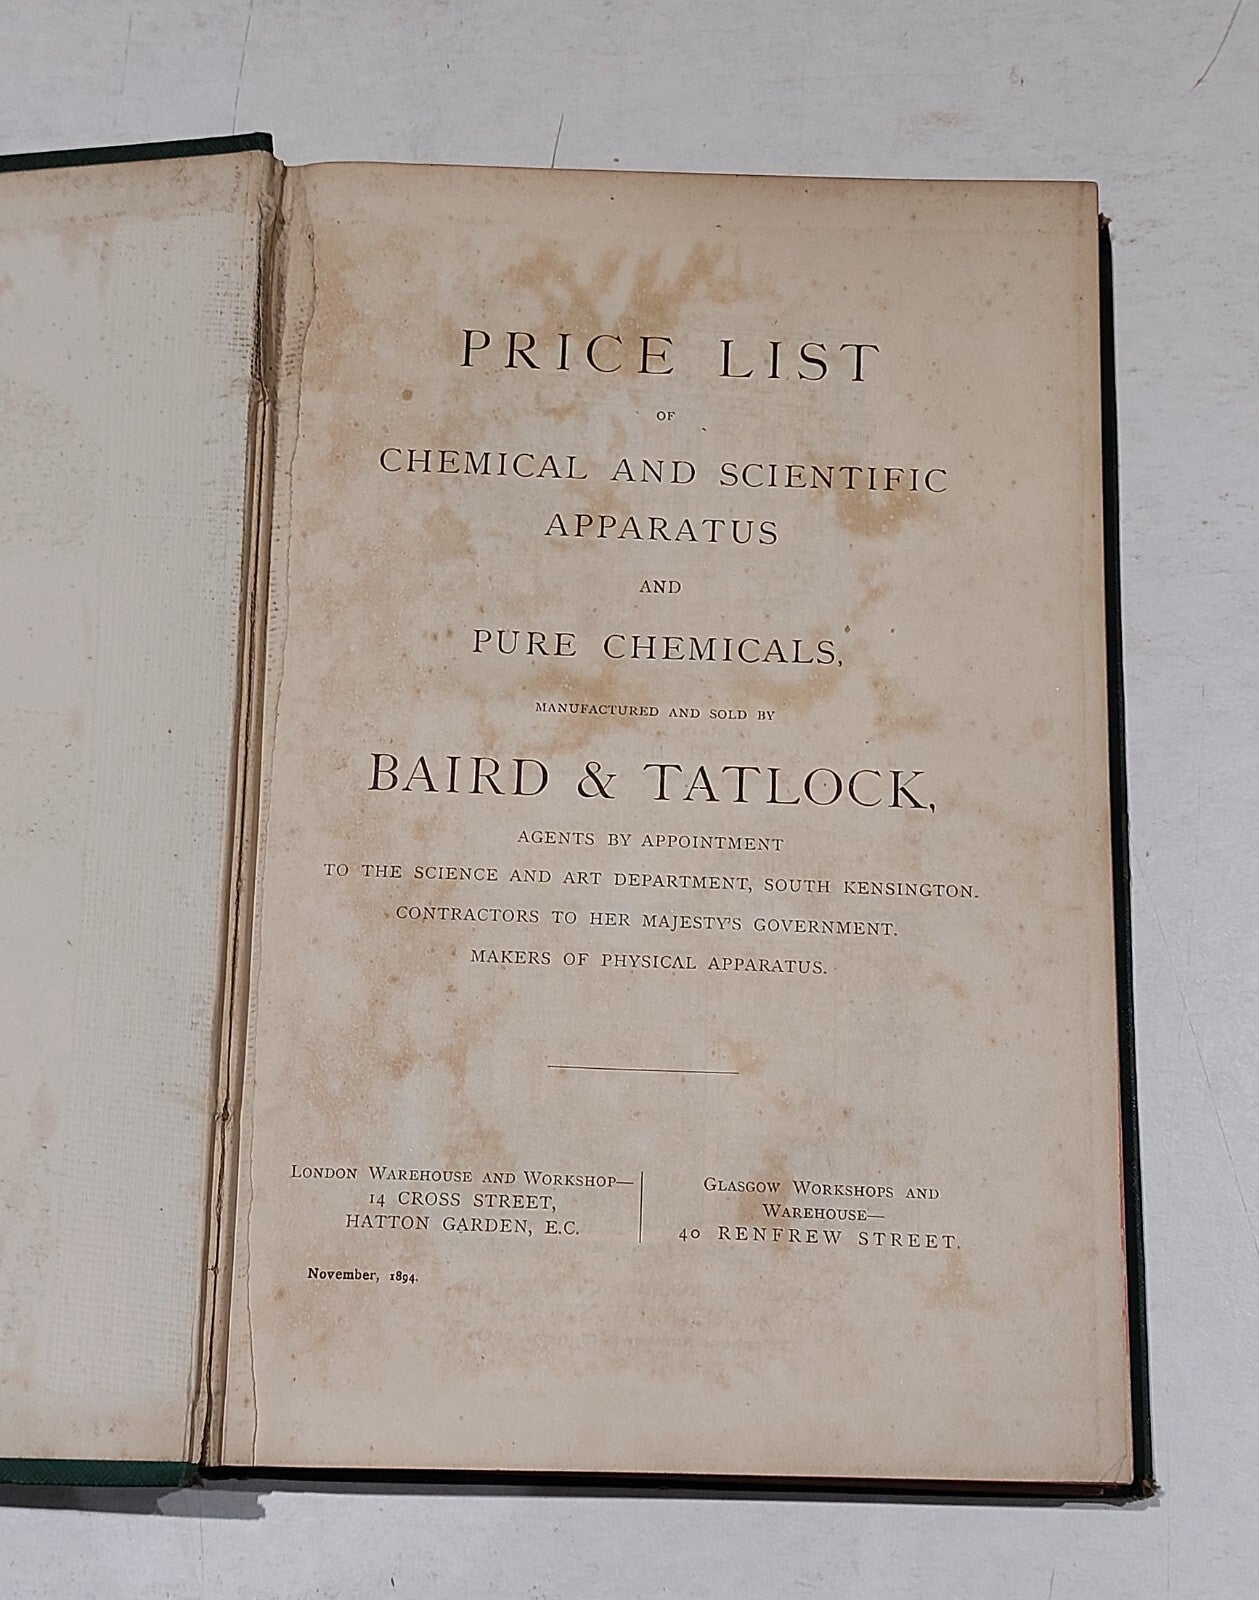 PRICE LIST
OF
CHEMICAL AND SCIENTIFIC
APPARATUS
AND
PURE CHEMICALS,
MANUFACTURED AND SOLD BY
BAIRD & TATLOCK,
AGENTS BY APPOINTMENT
TO THE SCIENCE AND ART DEPARTMENT, SOUTH KENSINGTON.
CONTRACTORS TO HER MAJESTY'S GOVERNMENT.
MAKERS OF PHYSICAL APPARATUS.
LONDON WAREHOUSE AND WORKSHOP—
14 CROSS STREET,
HATTON GARDEN, E.C.
GLASGOW WORKSHOPS AND
WAREHOUSE—
40 RENFREW STREET.
November, 1894.